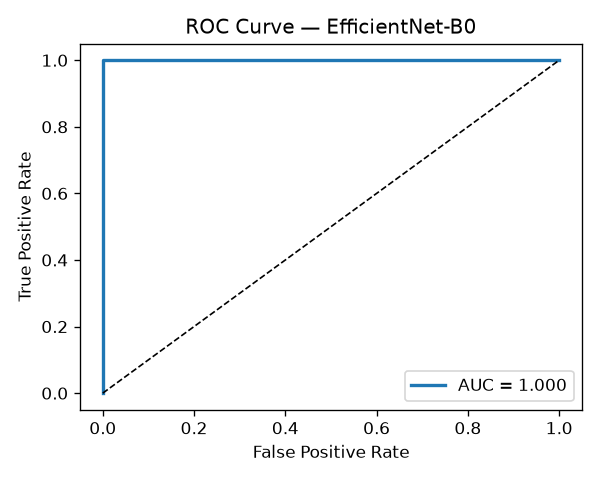 ROC Curve — EfficientNet-B0
1.0
0.8
0.6
0.4
0.2
0.0
True Positive Rate
AUC = 1.000
0.0 0.2 0.4 0.6 0.8 1.0
False Positive Rate